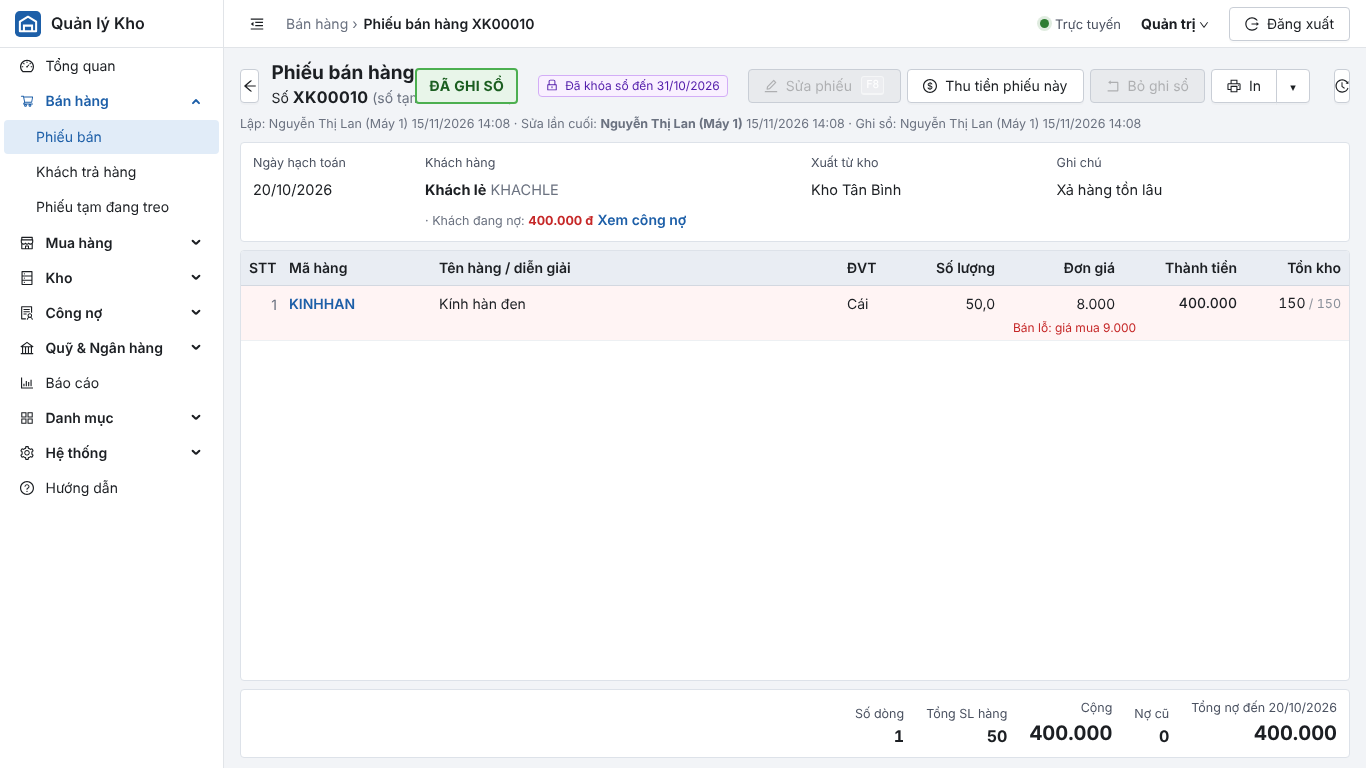 Quản lý Kho
Bán hàng › Phiếu bán hàng XK00010
Trực tuyến
Quản trị
Đăng xuất
Tổng quan
Bán hàng
Phiếu bán
Khách trả hàng
Phiếu tạm đang treo
Mua hàng
Kho
Công nợ
Quỹ & Ngân hàng
Báo cáo
Danh mục
Hệ thống
Hướng dẫn
Phiếu bán hàng
Số XK00010 (số tạn
ĐÃ GHI SỔ
Đã khóa sổ đến 31/10/2026
Sửa phiếu F8
Thu tiền phiếu này
Bỏ ghi sổ
In
Lập: Nguyễn Thị Lan (Máy 1) 15/11/2026 14:08 · Sửa lần cuối: Nguyễn Thị Lan (Máy 1) 15/11/2026 14:08 · Ghi sổ: Nguyễn Thị Lan (Máy 1) 15/11/2026 14:08
Ngày hạch toán Khách hàng Xuất từ kho Ghi chú
20/10/2026 Khách lẻ KHACHLE Kho Tân Bình Xả hàng tồn lâu
· Khách đang nợ: 400.000 đ Xem công nợ
STT Mã hàng Tên hàng / diễn giải ĐVT Số lượng Đơn giá Thành tiền Tồn kho
1 KINHHAN Kính hàn đen Cái 50,0 8.000 400.000 150 / 150
Bán lỗ: giá mua 9.000
Số dòng Tổng SL hàng Cộng Nợ cũ Tổng nợ đến 20/10/2026
1 50 400.000 0 400.000